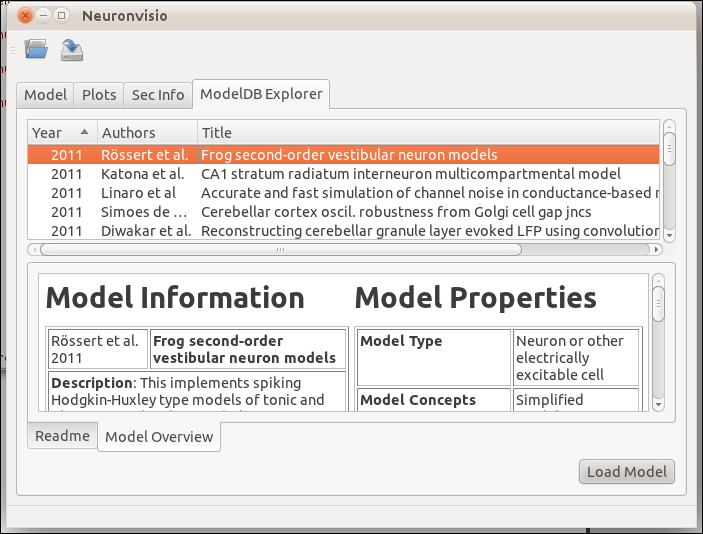 Neuronvisio
Model Plots Sec Info ModelDB Explorer
Year Authors Title
2011 Rössert et al. Frog second-order vestibular neuron models
2011 Katona et al. CA1 stratum radiatum interneuron multicompartmental model
2011 Linaro et al Accurate and fast simulation of channel noise in conductance-based
2011 Simoes de ... Cerebellar cortex oscil. robustness from Golgi cell gap jncs
2011 Diwakar et al. Reconstructing cerebellar granule layer evoked LFP using convolution
Model Information Model Properties
Rössert et al. Frog second-order
2011 vestibular neuron models
Model Type Neuron or other
electrically
excitable cell
Description: This implements spiking
Hodgkin-Huxley type models of tonic and
Model Concepts Simplified
Readme Model Overview
Load Model